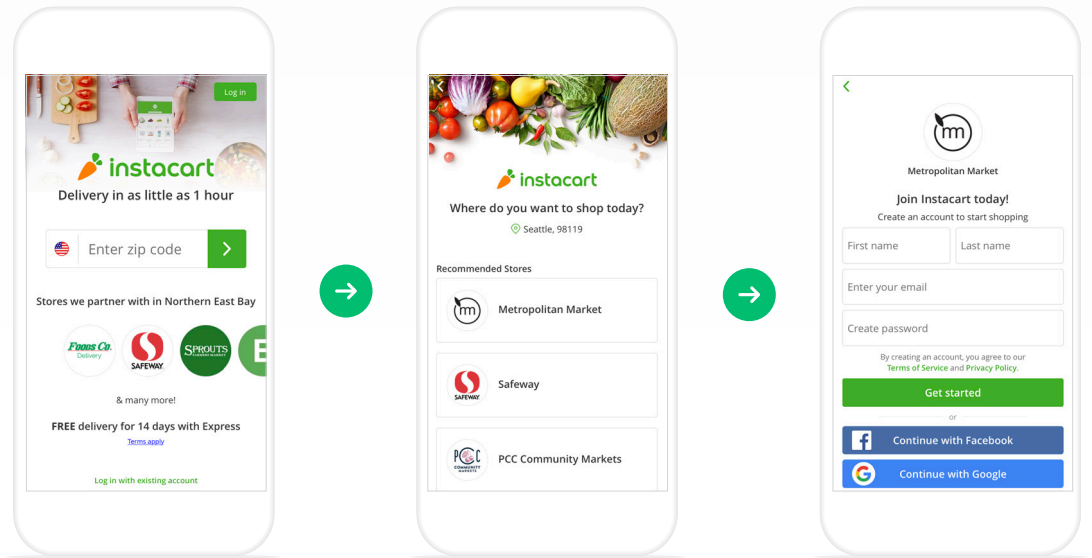 Log in
instacart
Delivery in as little as 1 hour
Enter zip code
Stores we partner with in Northern East Bay
Foods Co.
Delivery
SAFEWAY
SPROUTS
FARMERS MARKET
& many more!
FREE delivery for 14 days with Express
Terms apply
Log in with existing account
instacart
Where do you want to shop today?
Seattle, 98119
Recommended Stores
m
Metropolitan Market
SAFEWAY
Safeway
PCC
COMMUNITY
MARKETS
PCC Community Markets
m
Metropolitan Market
Join Instacart today!
Create an account to start shopping
First name
Last name
Enter your email
Create password
By creating an account, you agree to our
Terms of Service and Privacy Policy.
Get started
or
Continue with Facebook
Continue with Google